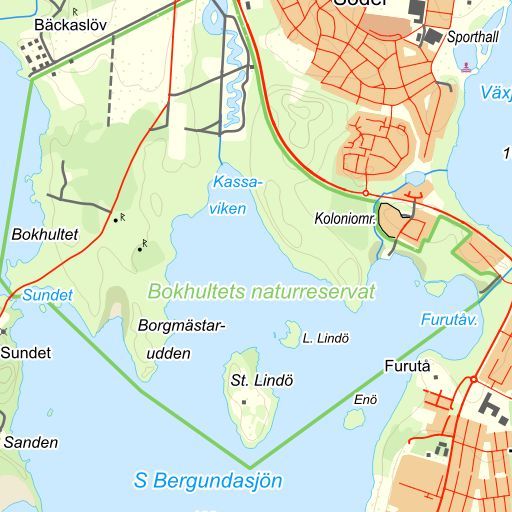 Söder
Bäckaslöv
Sporthall
Växj
1
Kassa-
viken
Koloniomr.
Bokhultet
Bokhultets naturreservat
Sundet
Borgmästar-
udden
L. Lindö
Furutåv.
Sundet
St. Lindö
Furutå
Enö
Sanden
S Bergundasjön